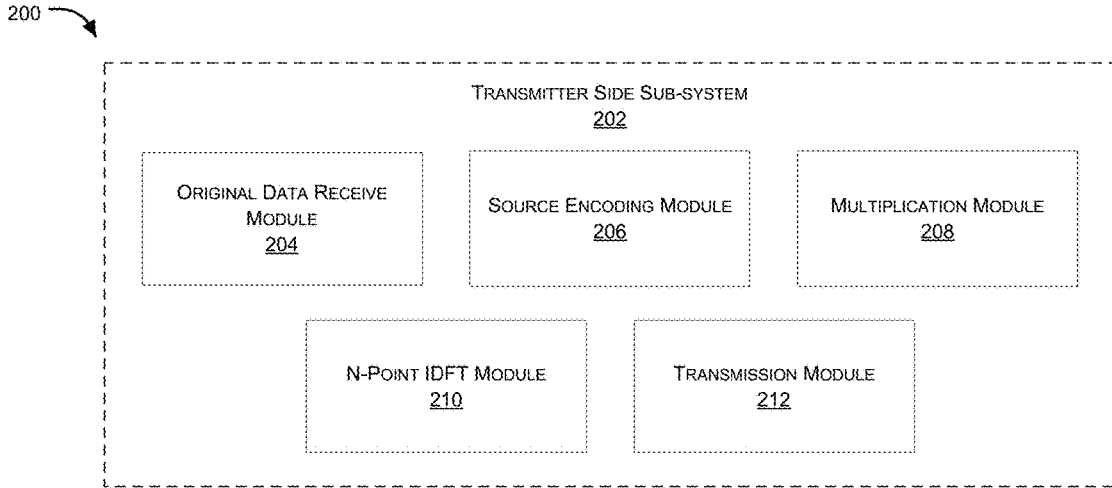 200
TRANSMITTER SIDE SUB-SYSTEM
202
ORIGINAL DATA RECEIVE
MODULE
204
SOURCE ENCODING MODULE
206
MULTIPLICATION MODULE
208
N-POINT IDFT MODULE
210
TRANSMISSION MODULE
212